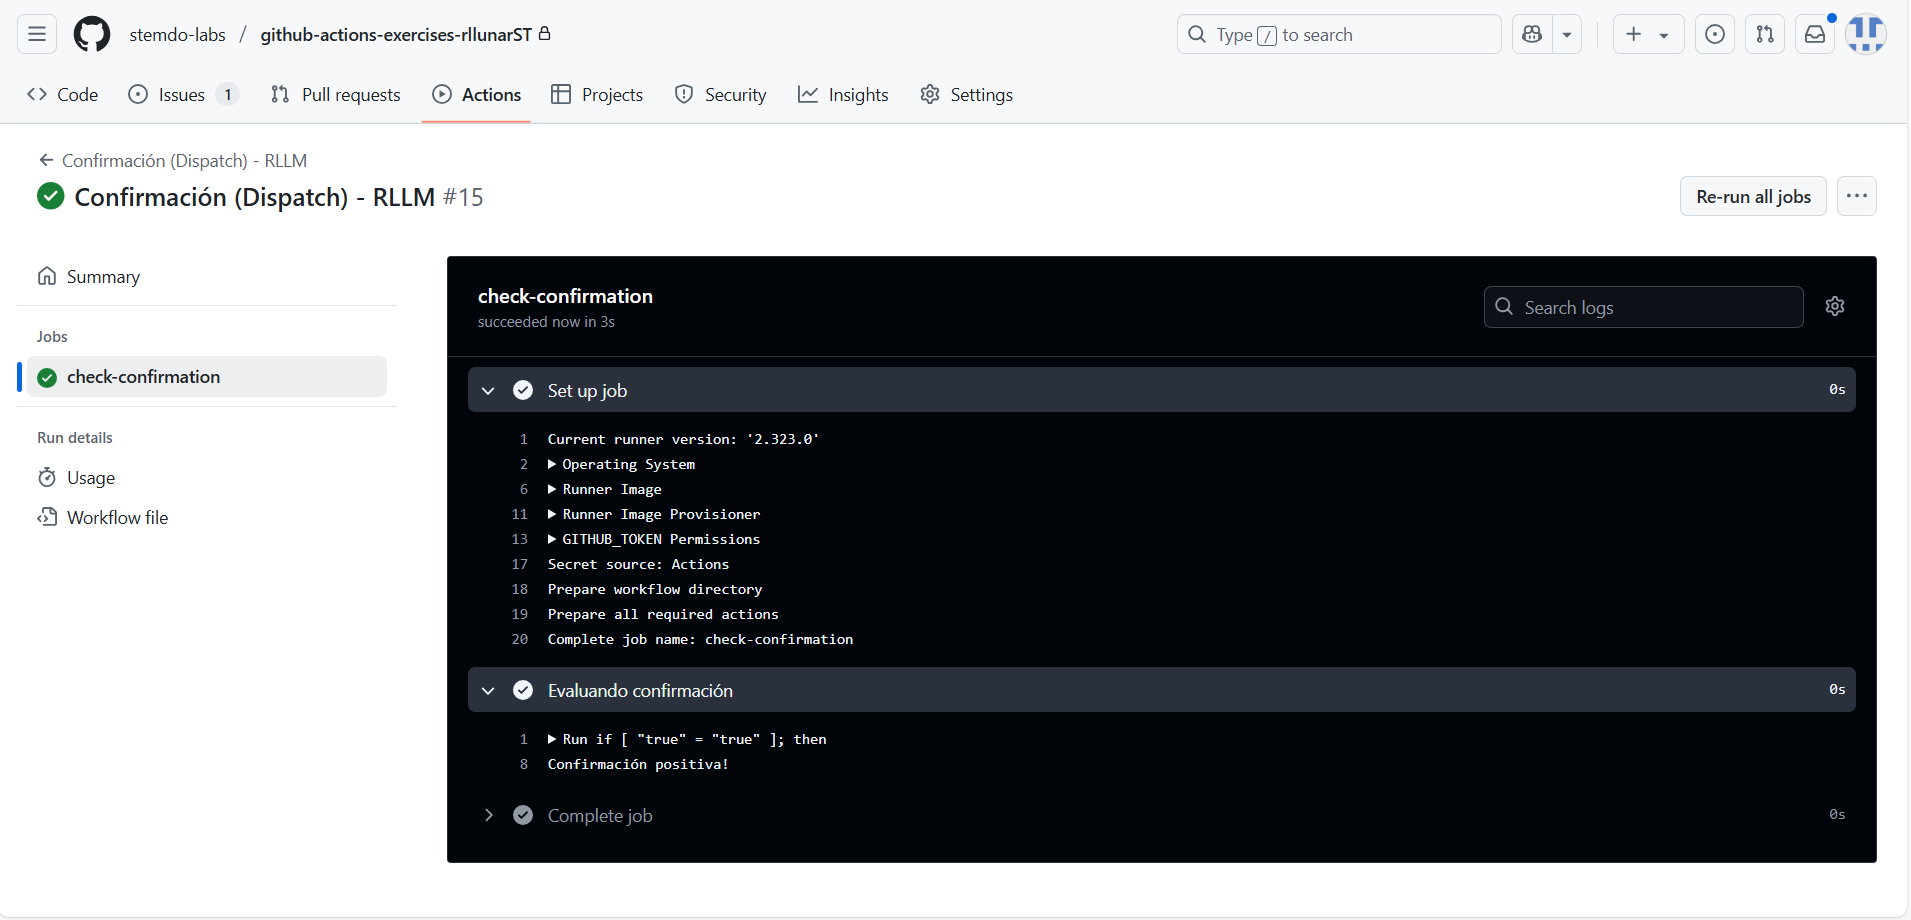 stemdo-labs / github-actions-exercises-rllunarST
Type / to search
Code Issues 1 Pull requests Actions Projects Security Insights Settings
Confirmación (Dispatch) - RLLM
Confirmación (Dispatch) - RLLM #15
Re-run all jobs
Summary
Jobs
check-confirmation
Run details
Usage
Workflow file
check-confirmation
succeeded now in 3s
Search logs
Set up job 0s
1 Current runner version: '2.323.0'
2 Operating System
6 Runner Image
11 Runner Image Provisioner
13 GITHUB_TOKEN Permissions
17 Secret source: Actions
18 Prepare workflow directory
19 Prepare all required actions
20 Complete job name: check-confirmation
Evaluando confirmación 0s
1 Run if [ "true" = "true" ]; then
8 Confirmación positiva!
Complete job 0s